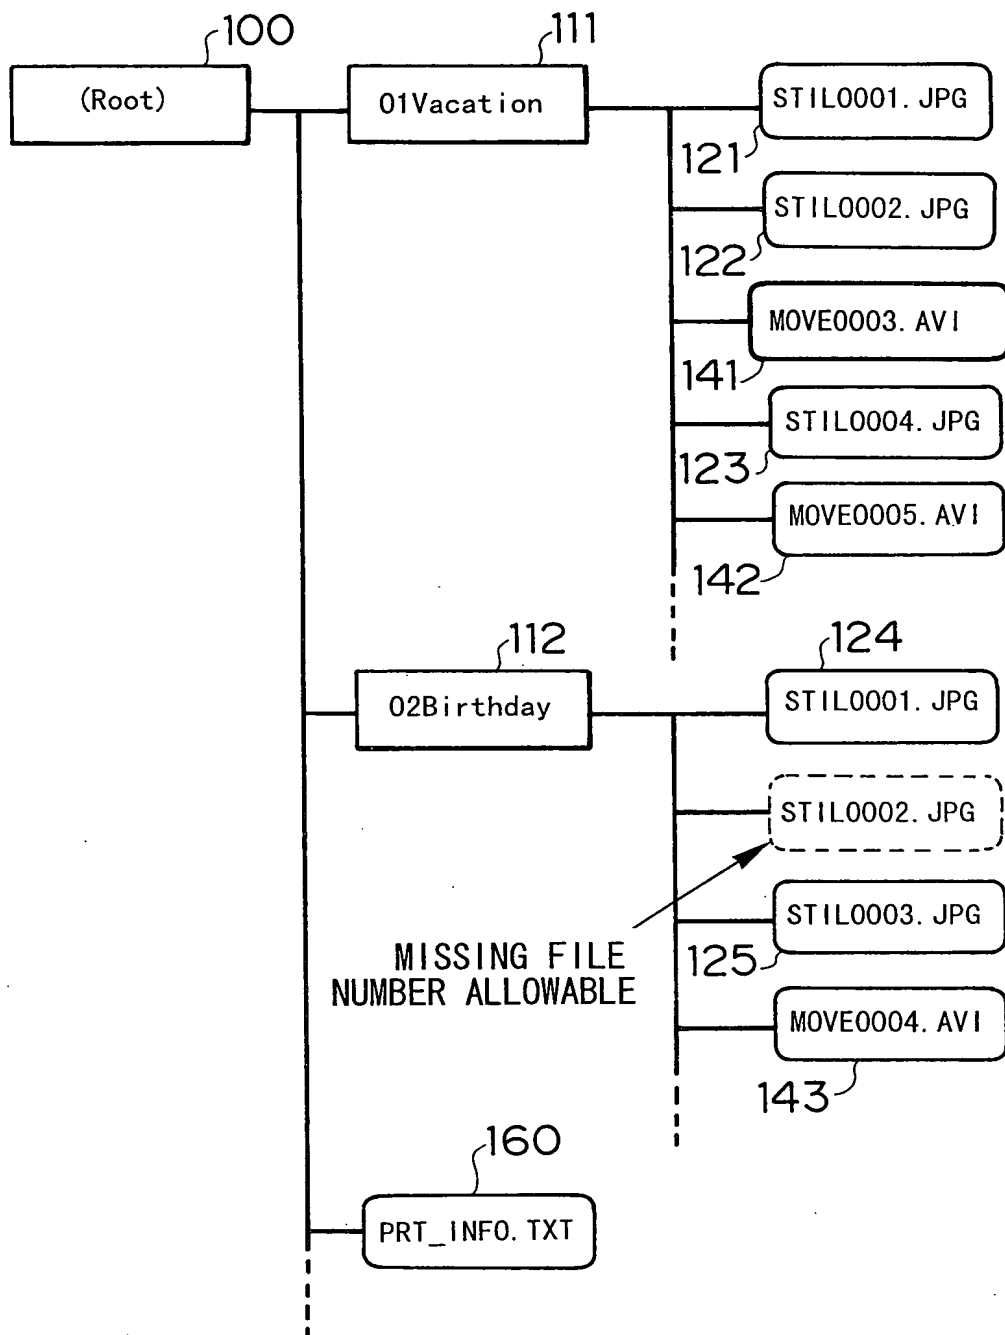 100
(Root)
111
01Vacation
STIL0001.JPG
121
STIL0002.JPG
122
MOVE0003.AVI
141
STIL0004.JPG
123
MOVE0005.AVI
142
112
02Birthday
124
STIL0001.JPG
STIL0002.JPG
MISSING FILE
NUMBER ALLOWABLE
STIL0003.JPG
125
MOVE0004.AVI
143
160
PRT_INFO.TXT